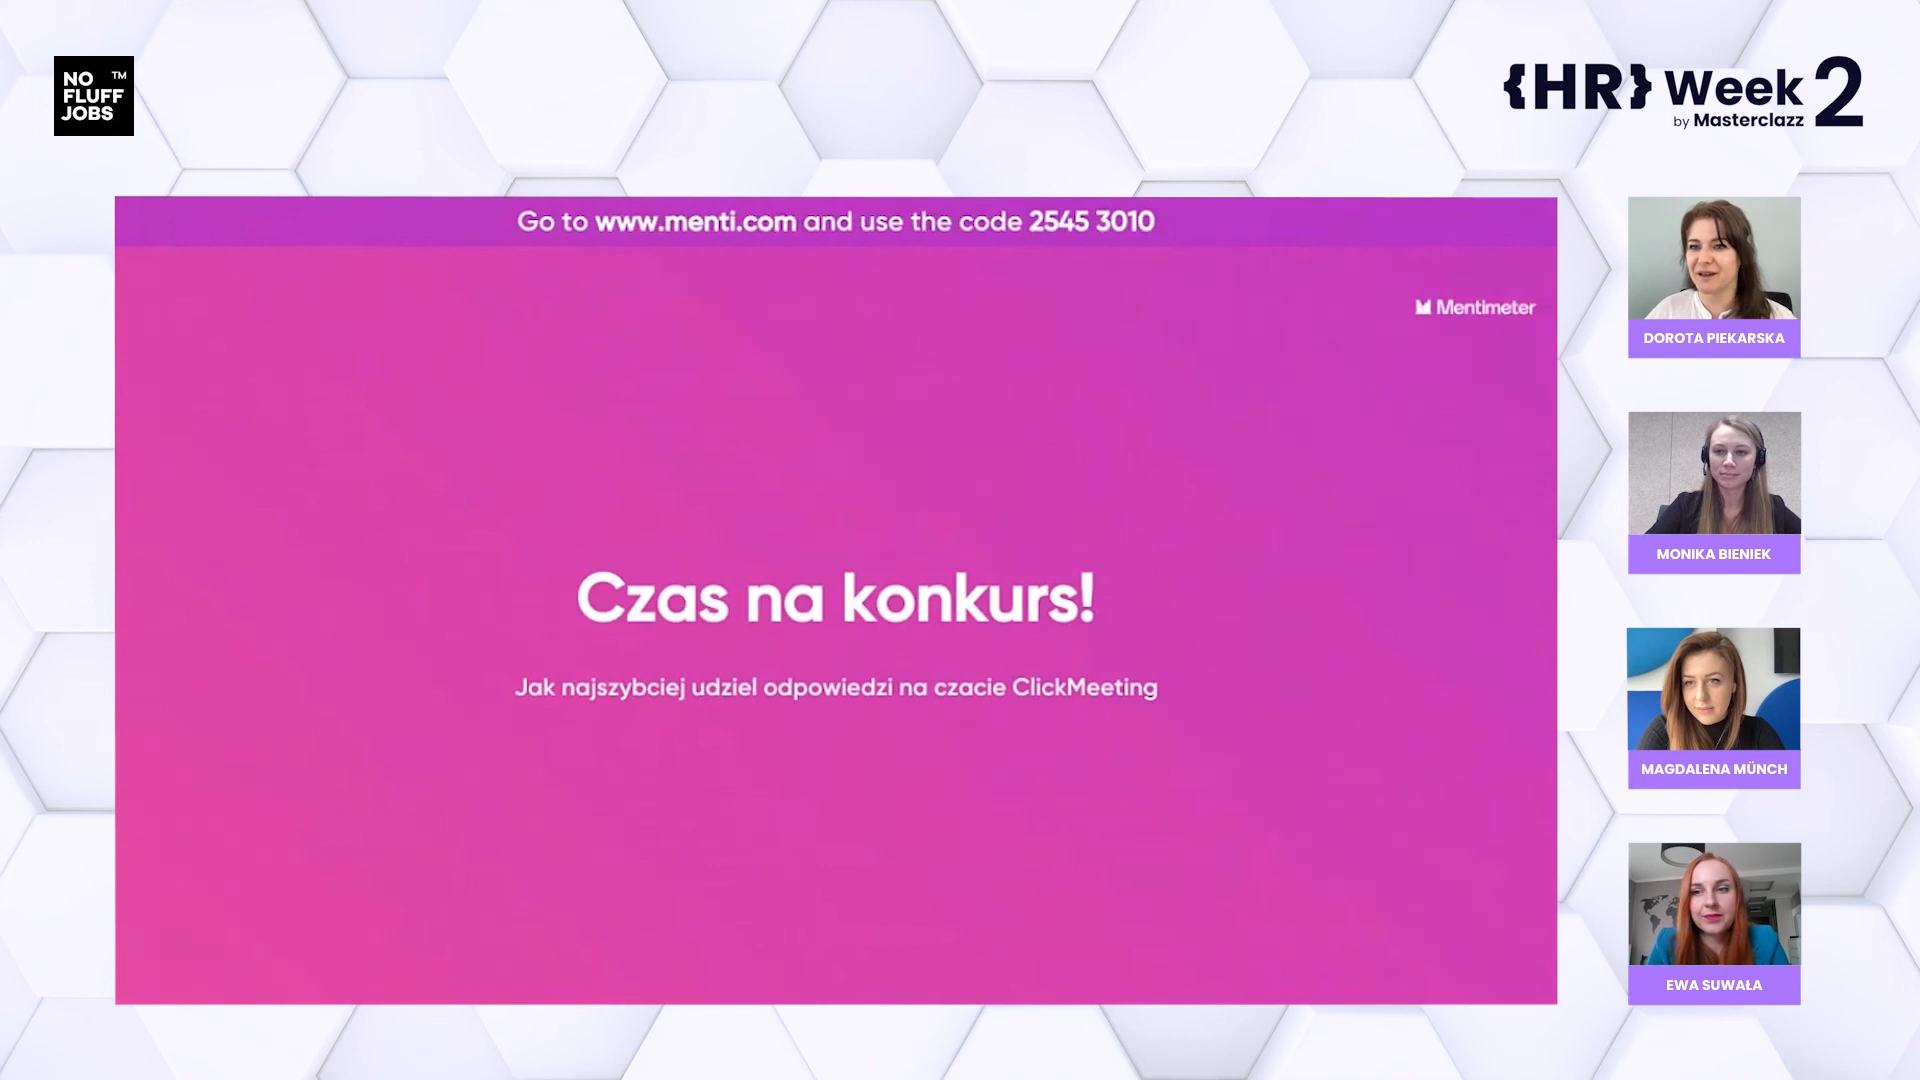 NO TM
FLUFF
JOBS
{HR} Week 2
by Masterclazz
Go to www.menti.com and use the code 2545 3010
Mentimeter
Czas na konkurs!
Jak najszybciej udziel odpowiedzi na czacie ClickMeeting
DOROTA PIEKARSKA
MONIKA BIENIEK
MAGDALENA MÜNCH
EWA SUWAŁA